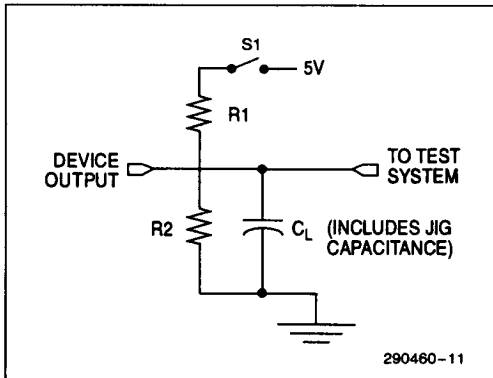 S1
5V
R1
DEVICE
OUTPUT
TO TEST
SYSTEM
R2
CL (INCLUDES JIG
CAPACITANCE)
290460-11